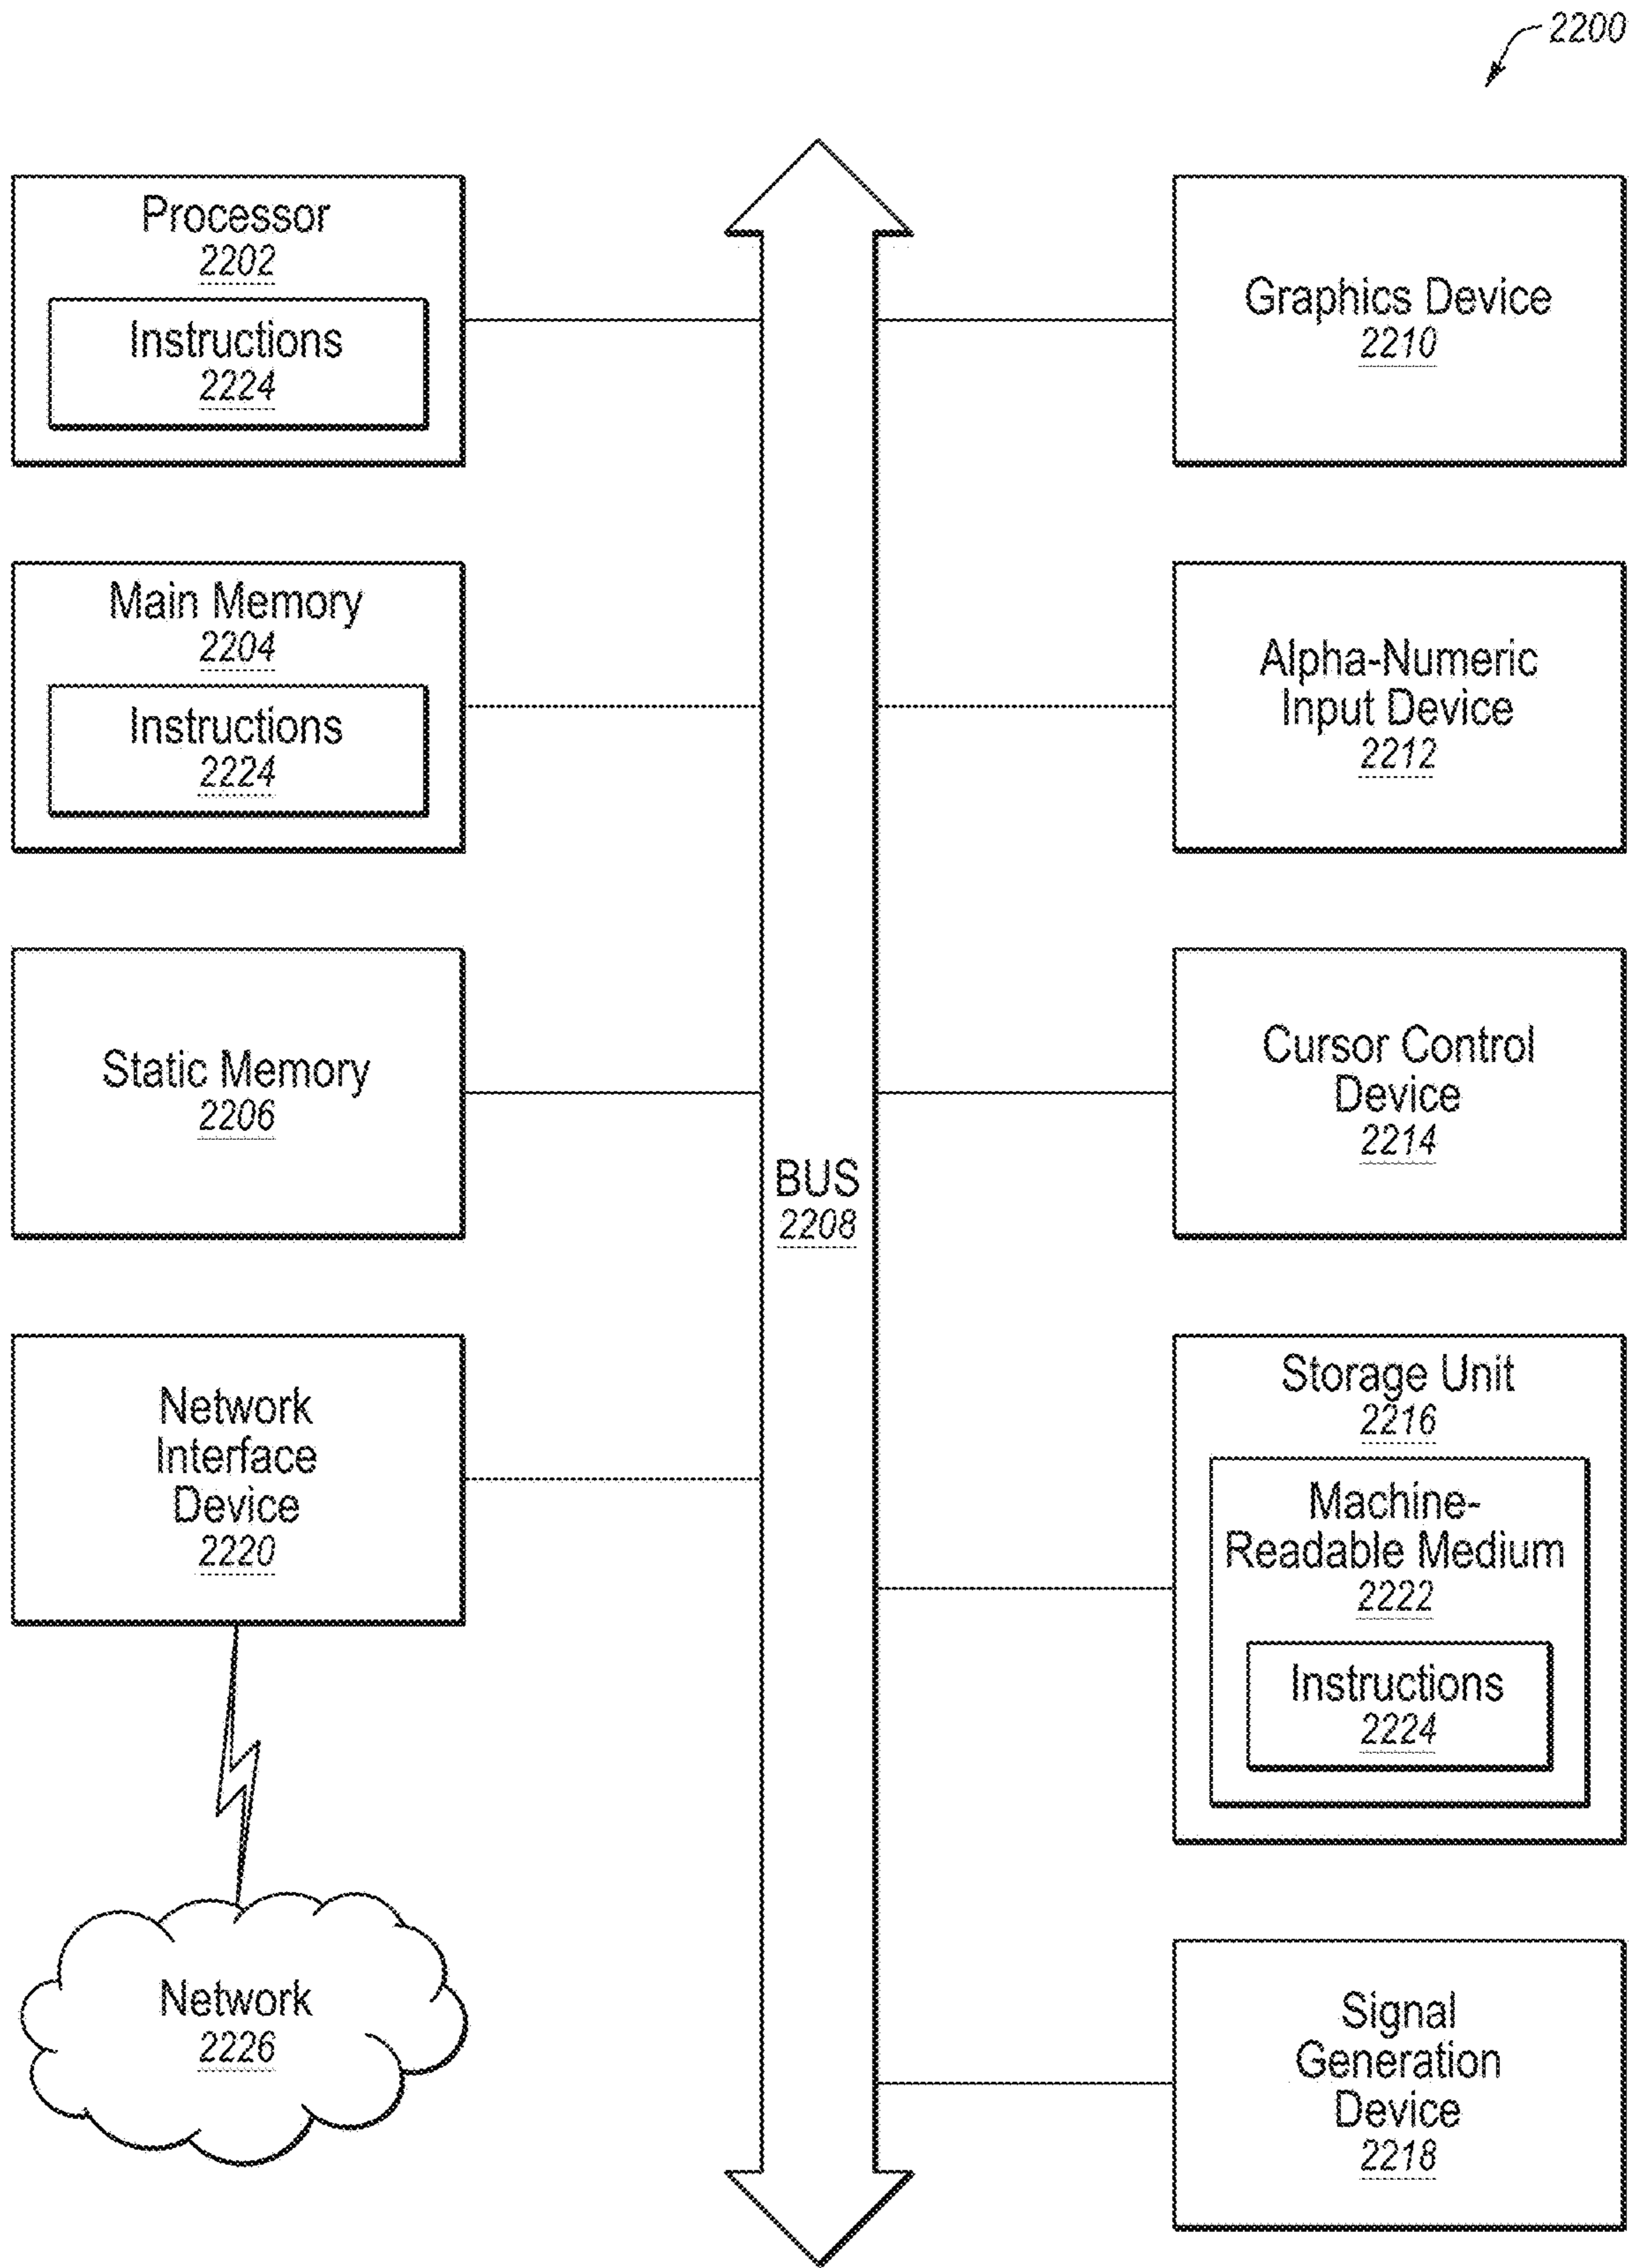 2200
Processor
2202
Instructions
2224
Main Memory
2204
Instructions
2224
Static Memory
2206
Network
Interface
Device
2220
Network
2226
BUS
2208
Graphics Device
2210
Alpha-Numeric
Input Device
2212
Cursor Control
Device
2214
Storage Unit
2216
Machine-
Readable Medium
2222
Instructions
2224
Signal
Generation
Device
2218